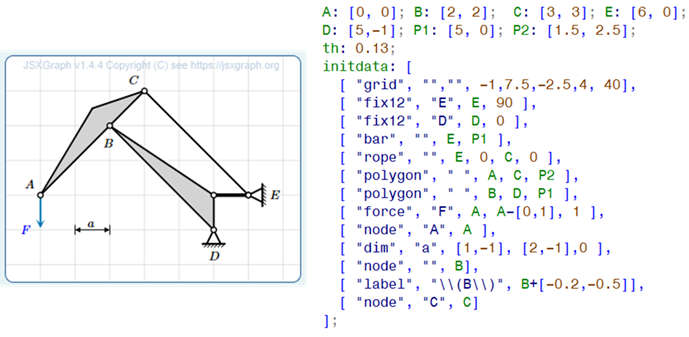 JSXGraph v1.4.4 Copyright (C) see https://jsxgraph.org
C
B
A
F
a
E
D
A: [0, 0]; B: [2, 2];  C: [3, 3]; E: [6, 0];
D: [5,-1]; P1: [5, 0]; P2: [1.5, 2.5];
th: 0.13;
initdata: [
  [ "grid", "","", -1,7.5,-2.5,4, 40],
  [ "fix12", "E", E, 90 ],
  [ "fix12", "D", D, 0 ],
  [ "bar", "", E, P1 ],
  [ "rope", "", E, 0, C, 0 ],
  [ "polygon", " ", A, C, P2 ],
  [ "polygon", " ", B, D, P1 ],
  [ "force", "F", A, A-[0,1], 1 ],
  [ "node", "A", A ],
  [ "dim", "a", [1,-1], [2,-1],0 ],
  [ "node", "", B],
  [ "label", "\\(B\\)", B+[-0.2,-0.5]],
  [ "node", "C", C]
];